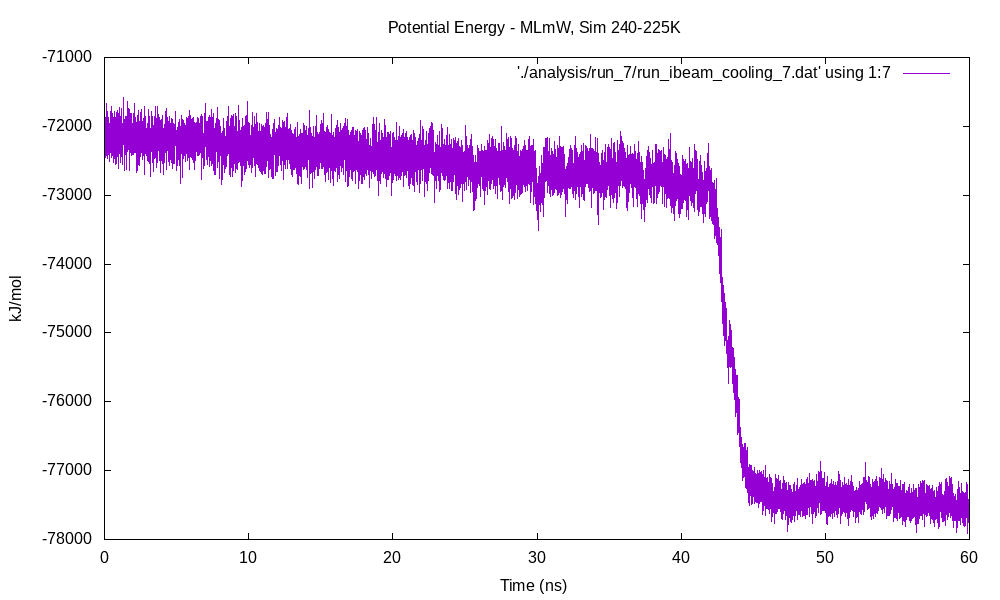 Potential Energy - MLmW, Sim 240-225K
'./analysis/run_7/run_ibeam_cooling_7.dat' using 1:7
-71000
-72000
-73000
-74000
-75000
-76000
-77000
-78000
kJ/mol
0 10 20 30 40 50 60
Time (ns)